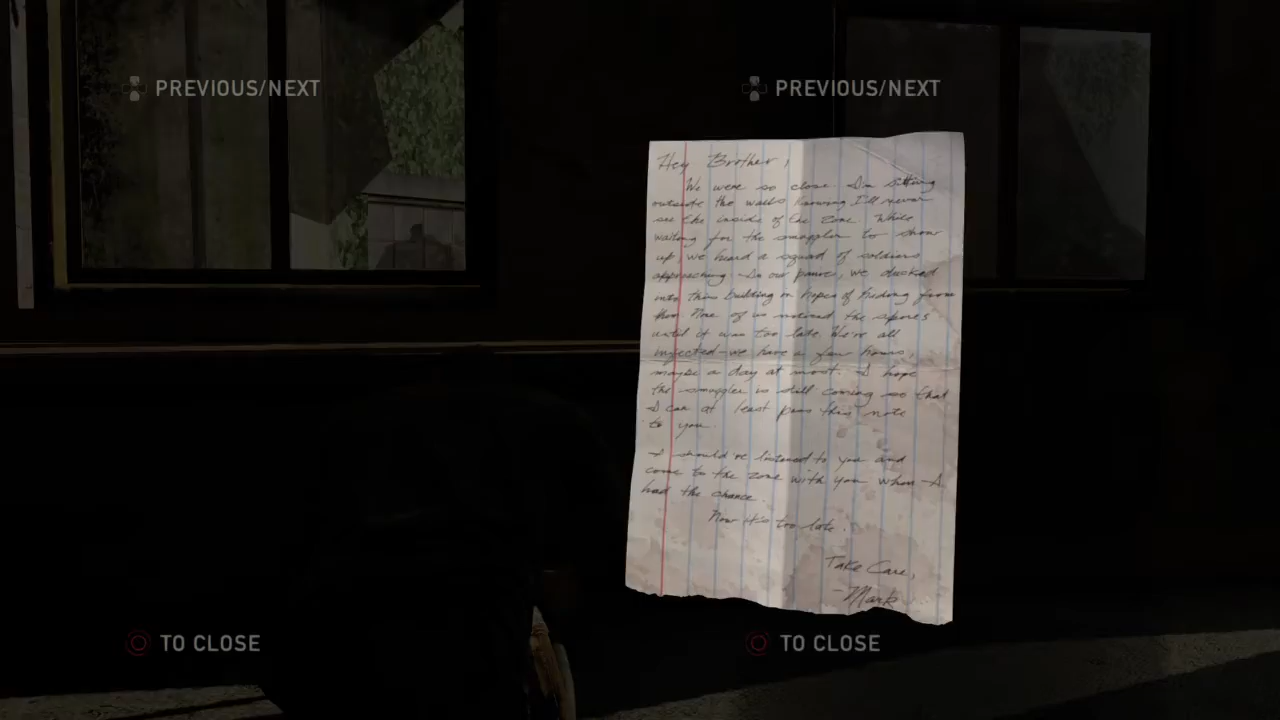 PREVIOUS/NEXT
PREVIOUS/NEXT
Hey Brother,
We were so close. I'm sitting
outside the walls knowing I'll never
see the inside of the zone. While
waiting for the smuggler to show
up we heard a squad of soldiers
approaching. In our panic, we ducked
into this building in hopes of hiding from
them. None of us noticed the spores
until it was too late. We're all
infected - we have a few hours,
maybe a day at most. I hope
the smuggler is still coming so that
I can at least pass this note
to you.
I should've listened to you and
come to the zone with you when I
had the chance.
Now it's too late.
Take Care,
-Mark
TO CLOSE
TO CLOSE